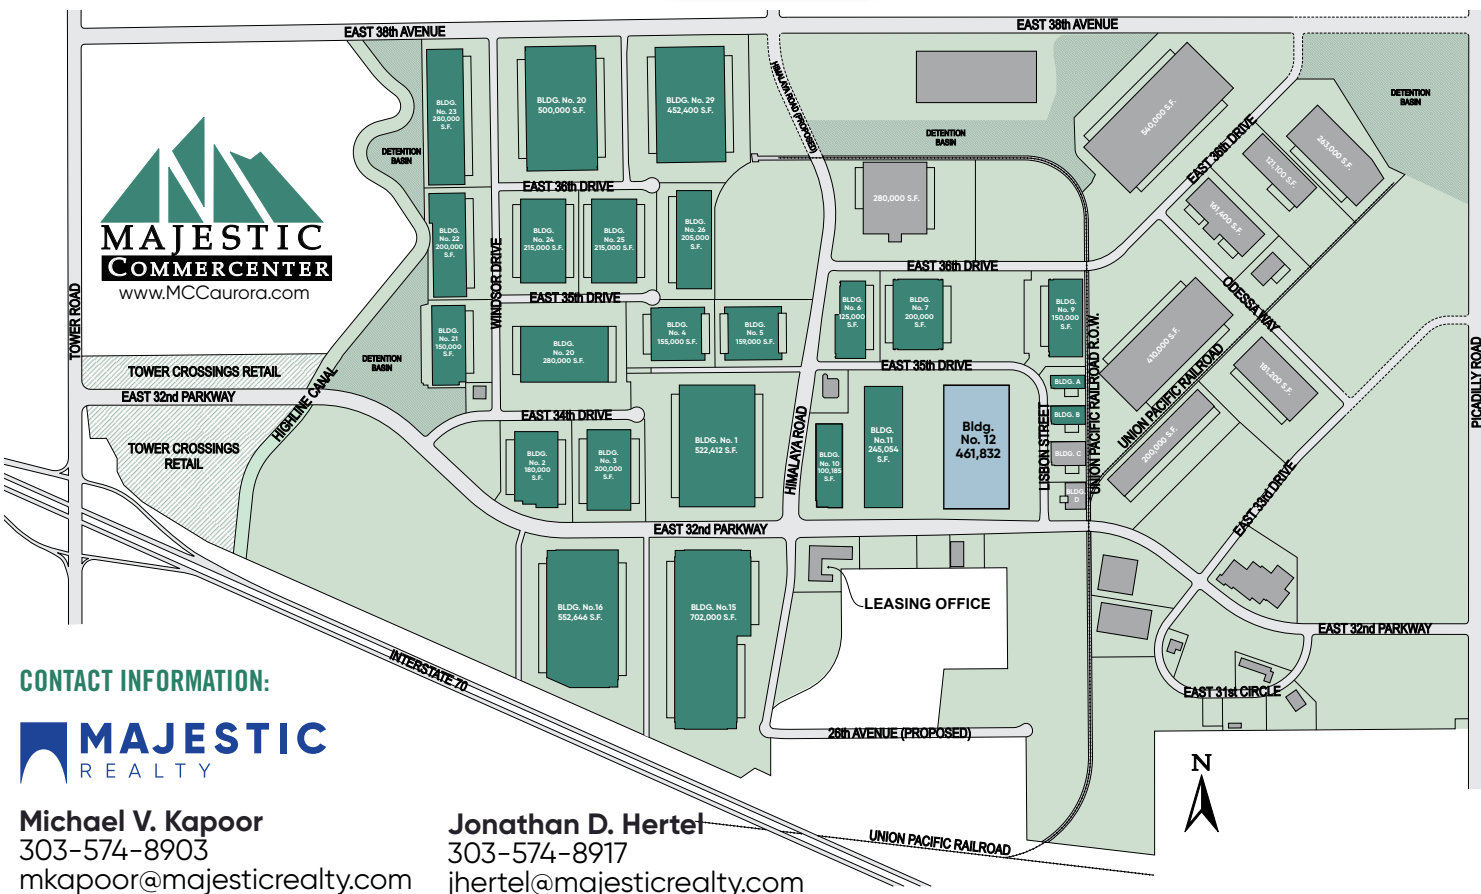 EAST 38th AVENUE
EAST 38th AVENUE
BLDG.
No. 23
280,000
S.F.
BLDG. No. 20
500,000 S.F.
BLDG. No. 29
452,400 S.F.
HIMALAYA ROAD (PROPOSED)
DETENTION
BASIN
DETENTION
BASIN
540,000 S.F.
EAST 36th DRIVE
121,100 S.F.
263,000 S.F.
DETENTION
BASIN
MAJESTIC
COMMERCENTER
www.MCCaurora.com
EAST 36th DRIVE
280,000 S.F.
161,400 S.F.
BLDG.
No. 22
200,000
S.F.
WINDSOR DRIVE
BLDG.
No. 24
215,000 S.F.
BLDG.
No. 25
215,000 S.F.
BLDG.
No. 26
205,000
S.F.
EAST 36th DRIVE
ODESSA WAY
EAST 35th DRIVE
TOWER ROAD
BLDG.
No. 21
150,000
S.F.
BLDG.
No. 20
280,000 S.F.
BLDG.
No. 4
155,000 S.F.
BLDG.
No. 5
159,000 S.F.
BLDG.
No. 6
125,000
S.F.
BLDG.
No. 7
200,000
S.F.
BLDG.
No. 9
150,000
S.F.
UNION PACIFIC RAILROAD R.O.W.
410,000 S.F.
UNION PACIFIC RAILROAD
181,200 S.F.
PICADILLY ROAD
DETENTION
BASIN
TOWER CROSSINGS RETAIL
EAST 35th DRIVE
EAST 32nd PARKWAY
HIGHLINE CANAL
EAST 34th DRIVE
TOWER CROSSINGS
RETAIL
BLDG.
No. 2
180,000
S.F.
BLDG.
No. 3
200,000
S.F.
BLDG. No. 1
522,412 S.F.
HIMALAYA ROAD
BLDG.
No. 10
100,185
S.F.
BLDG.
No.11
245,054
S.F.
Bldg.
No. 12
461,832
LISBON STREET
BLDG. A
BLDG. B
BLDG. C
BLDG.
D
200,000 S.F.
EAST 33rd DRIVE
EAST 32nd PARKWAY
BLDG. No.16
552,646 S.F.
BLDG. No.15
702,000 S.F.
LEASING OFFICE
EAST 32nd PARKWAY
INTERSTATE 70
EAST 31st CIRCLE
26th AVENUE (PROPOSED)
N
UNION PACIFIC RAILROAD
CONTACT INFORMATION:
MAJESTIC
REALTY
Michael V. Kapoor
303-574-8903
mkapoor@majesticrealty.com
Jonathan D. Hertel
303-574-8917
jhertel@majesticrealty.com